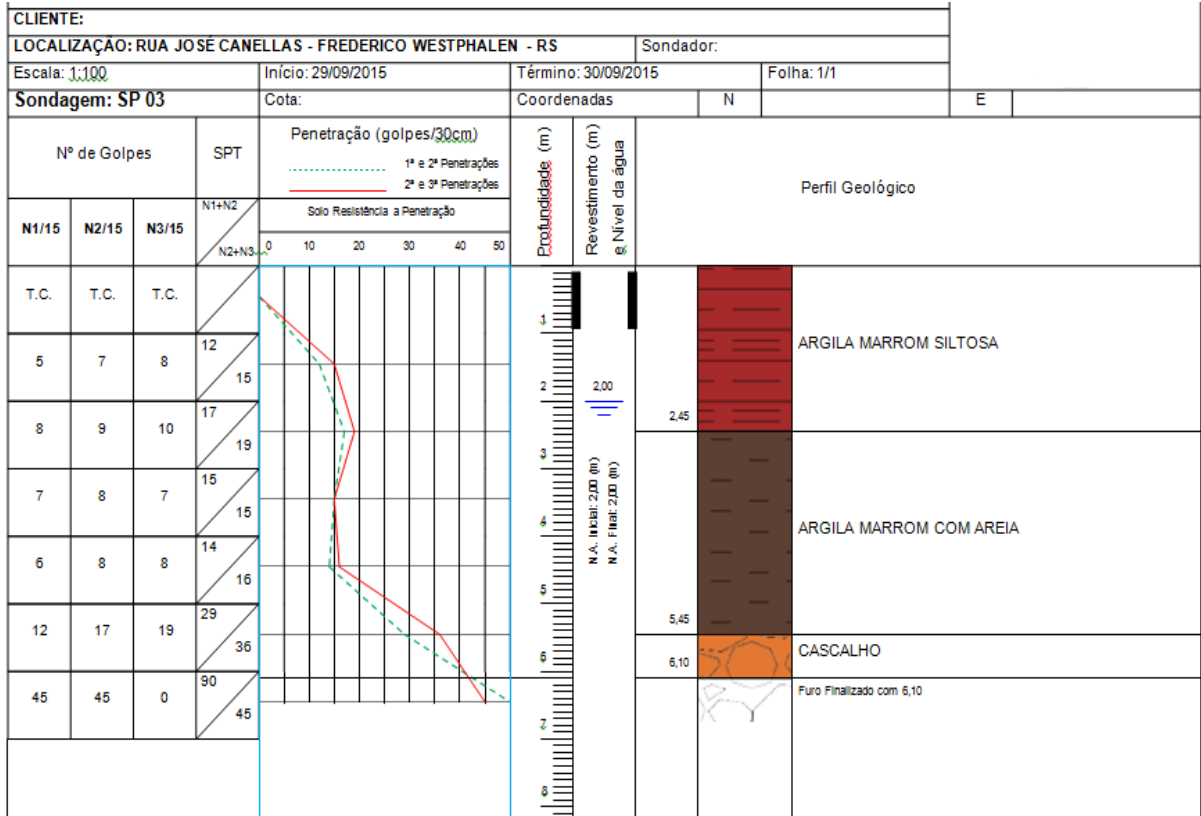 CLIENTE:
LOCALIZAÇÃO: RUA JOSÉ CANELLAS - FREDERICO WESTPHALEN - RS
Sondador:
Escala: 1:100
Início: 29/09/2015
Término: 30/09/2015
Folha: 1/1
Sondagem: SP 03
Cota:
Coordenadas
N
E
Nº de Golpes
SPT
Penetração (golpes/30cm)
1ª e 2ª Penetrações
2ª e 3ª Penetrações
Solo Resistência a Penetração
Profundidade (m)
Revestimento (m)
e Nível da água
Perfil Geológico
N1/15 N2/15 N3/15
N1+N2
N2+N3
0 10 20 30 40 50
T.C. T.C. T.C.
5 7 8
12
15
8 9 10
17
19
7 8 7
15
15
6 8 8
14
16
12 17 19
29
36
45 45 0
90
45
1
2
3
4
5
6
7
8
2,00
N.A. Inicial: 2,00 (m)
N.A. Final: 2,00 (m)
2,45
5,45
6,10
ARGILA MARROM SILTOSA
ARGILA MARROM COM AREIA
CASCALHO
Furo Finalizado com 6,10